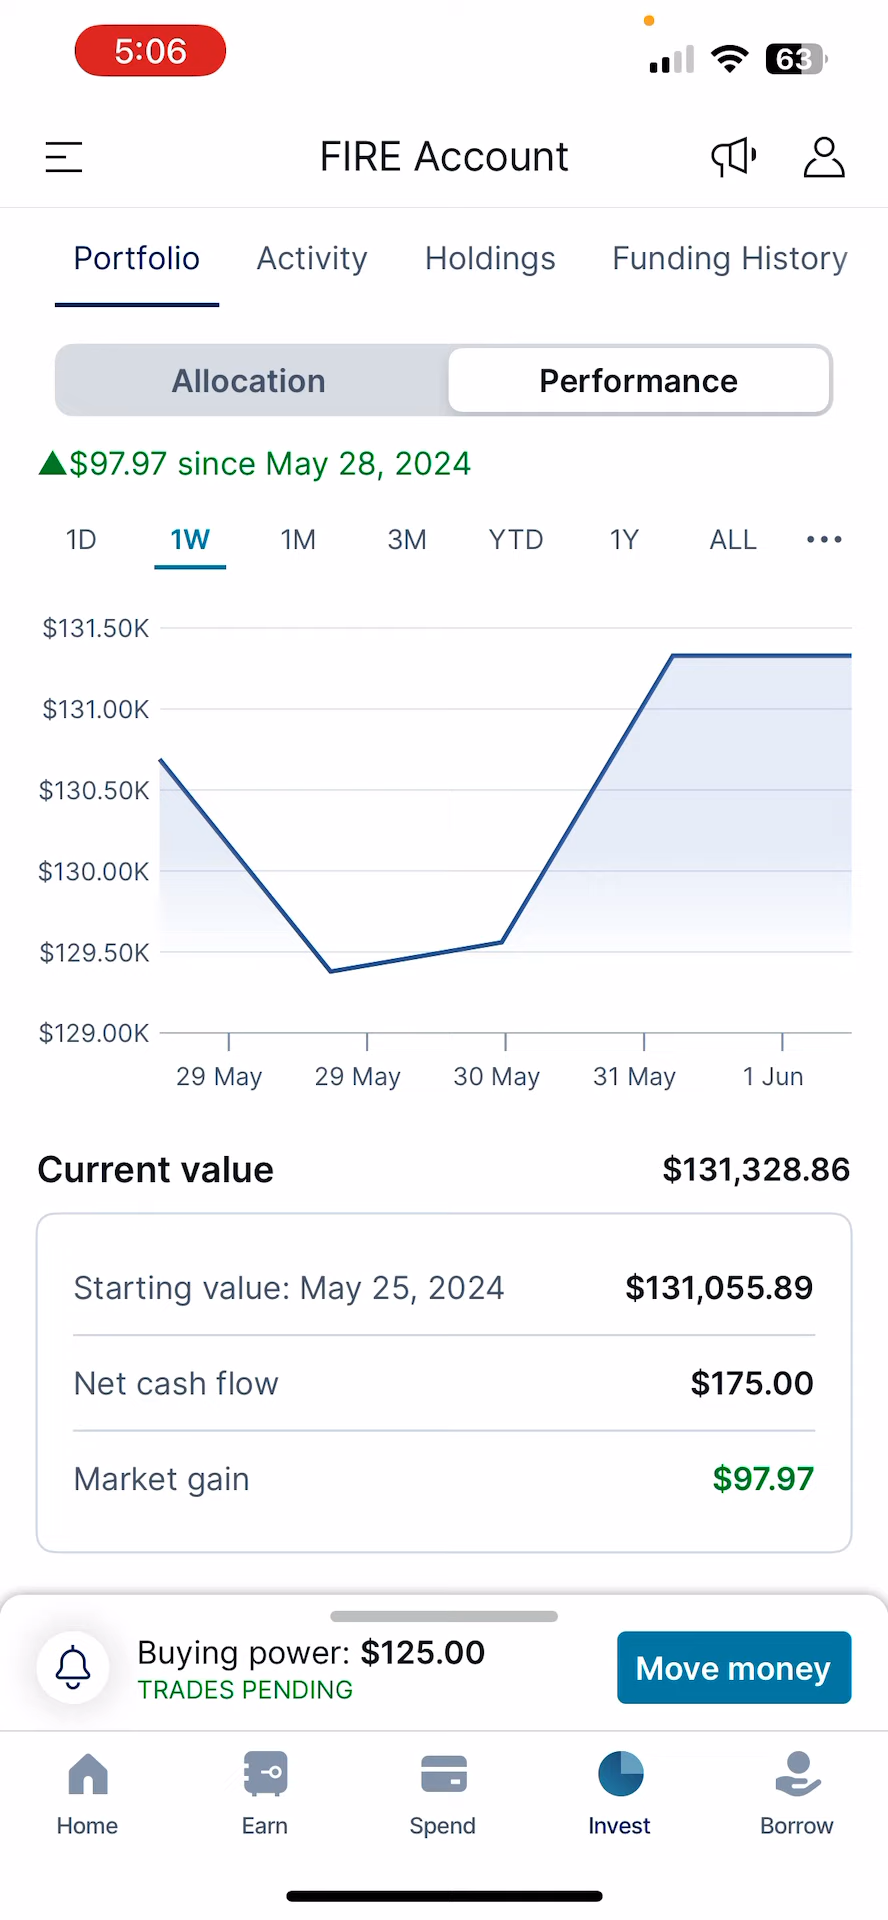 5:06
63
FIRE Account
Portfolio Activity Holdings Funding History
Allocation Performance
▲$97.97 since May 28, 2024
1D 1W 1M 3M YTD 1Y ALL •••
$131.50K
$131.00K
$130.50K
$130.00K
$129.50K
$129.00K
29 May 29 May 30 May 31 May 1 Jun
Current value $131,328.86
Starting value: May 25, 2024 $131,055.89
Net cash flow $175.00
Market gain $97.97
Buying power: $125.00
TRADES PENDING
Move money
Home Earn Spend Invest Borrow